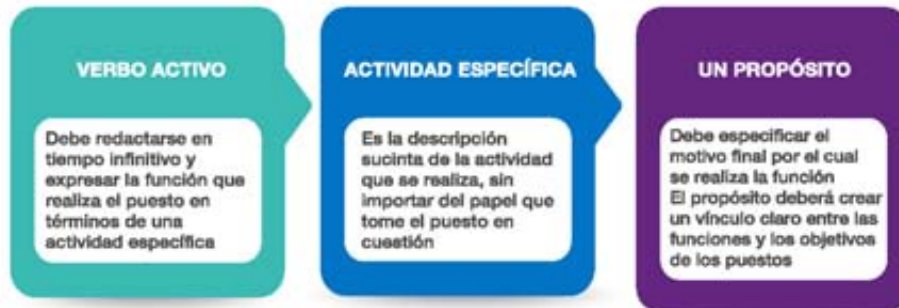 VERBO ACTIVO
Debe redactarse en
tiempo infinitivo y
expresar la función que
realiza el puesto en
términos de una
actividad específica
ACTIVIDAD ESPECÍFICA
Es la descripción
sucinta de la actividad
que se realiza, sin
importar del papel que
tome el puesto en
cuestión
UN PROPÓSITO
Debe especificar el
motivo final por el cual
se realiza la función
El propósito deberá crear
un vínculo claro entre las
funciones y los objetivos
de los puestos